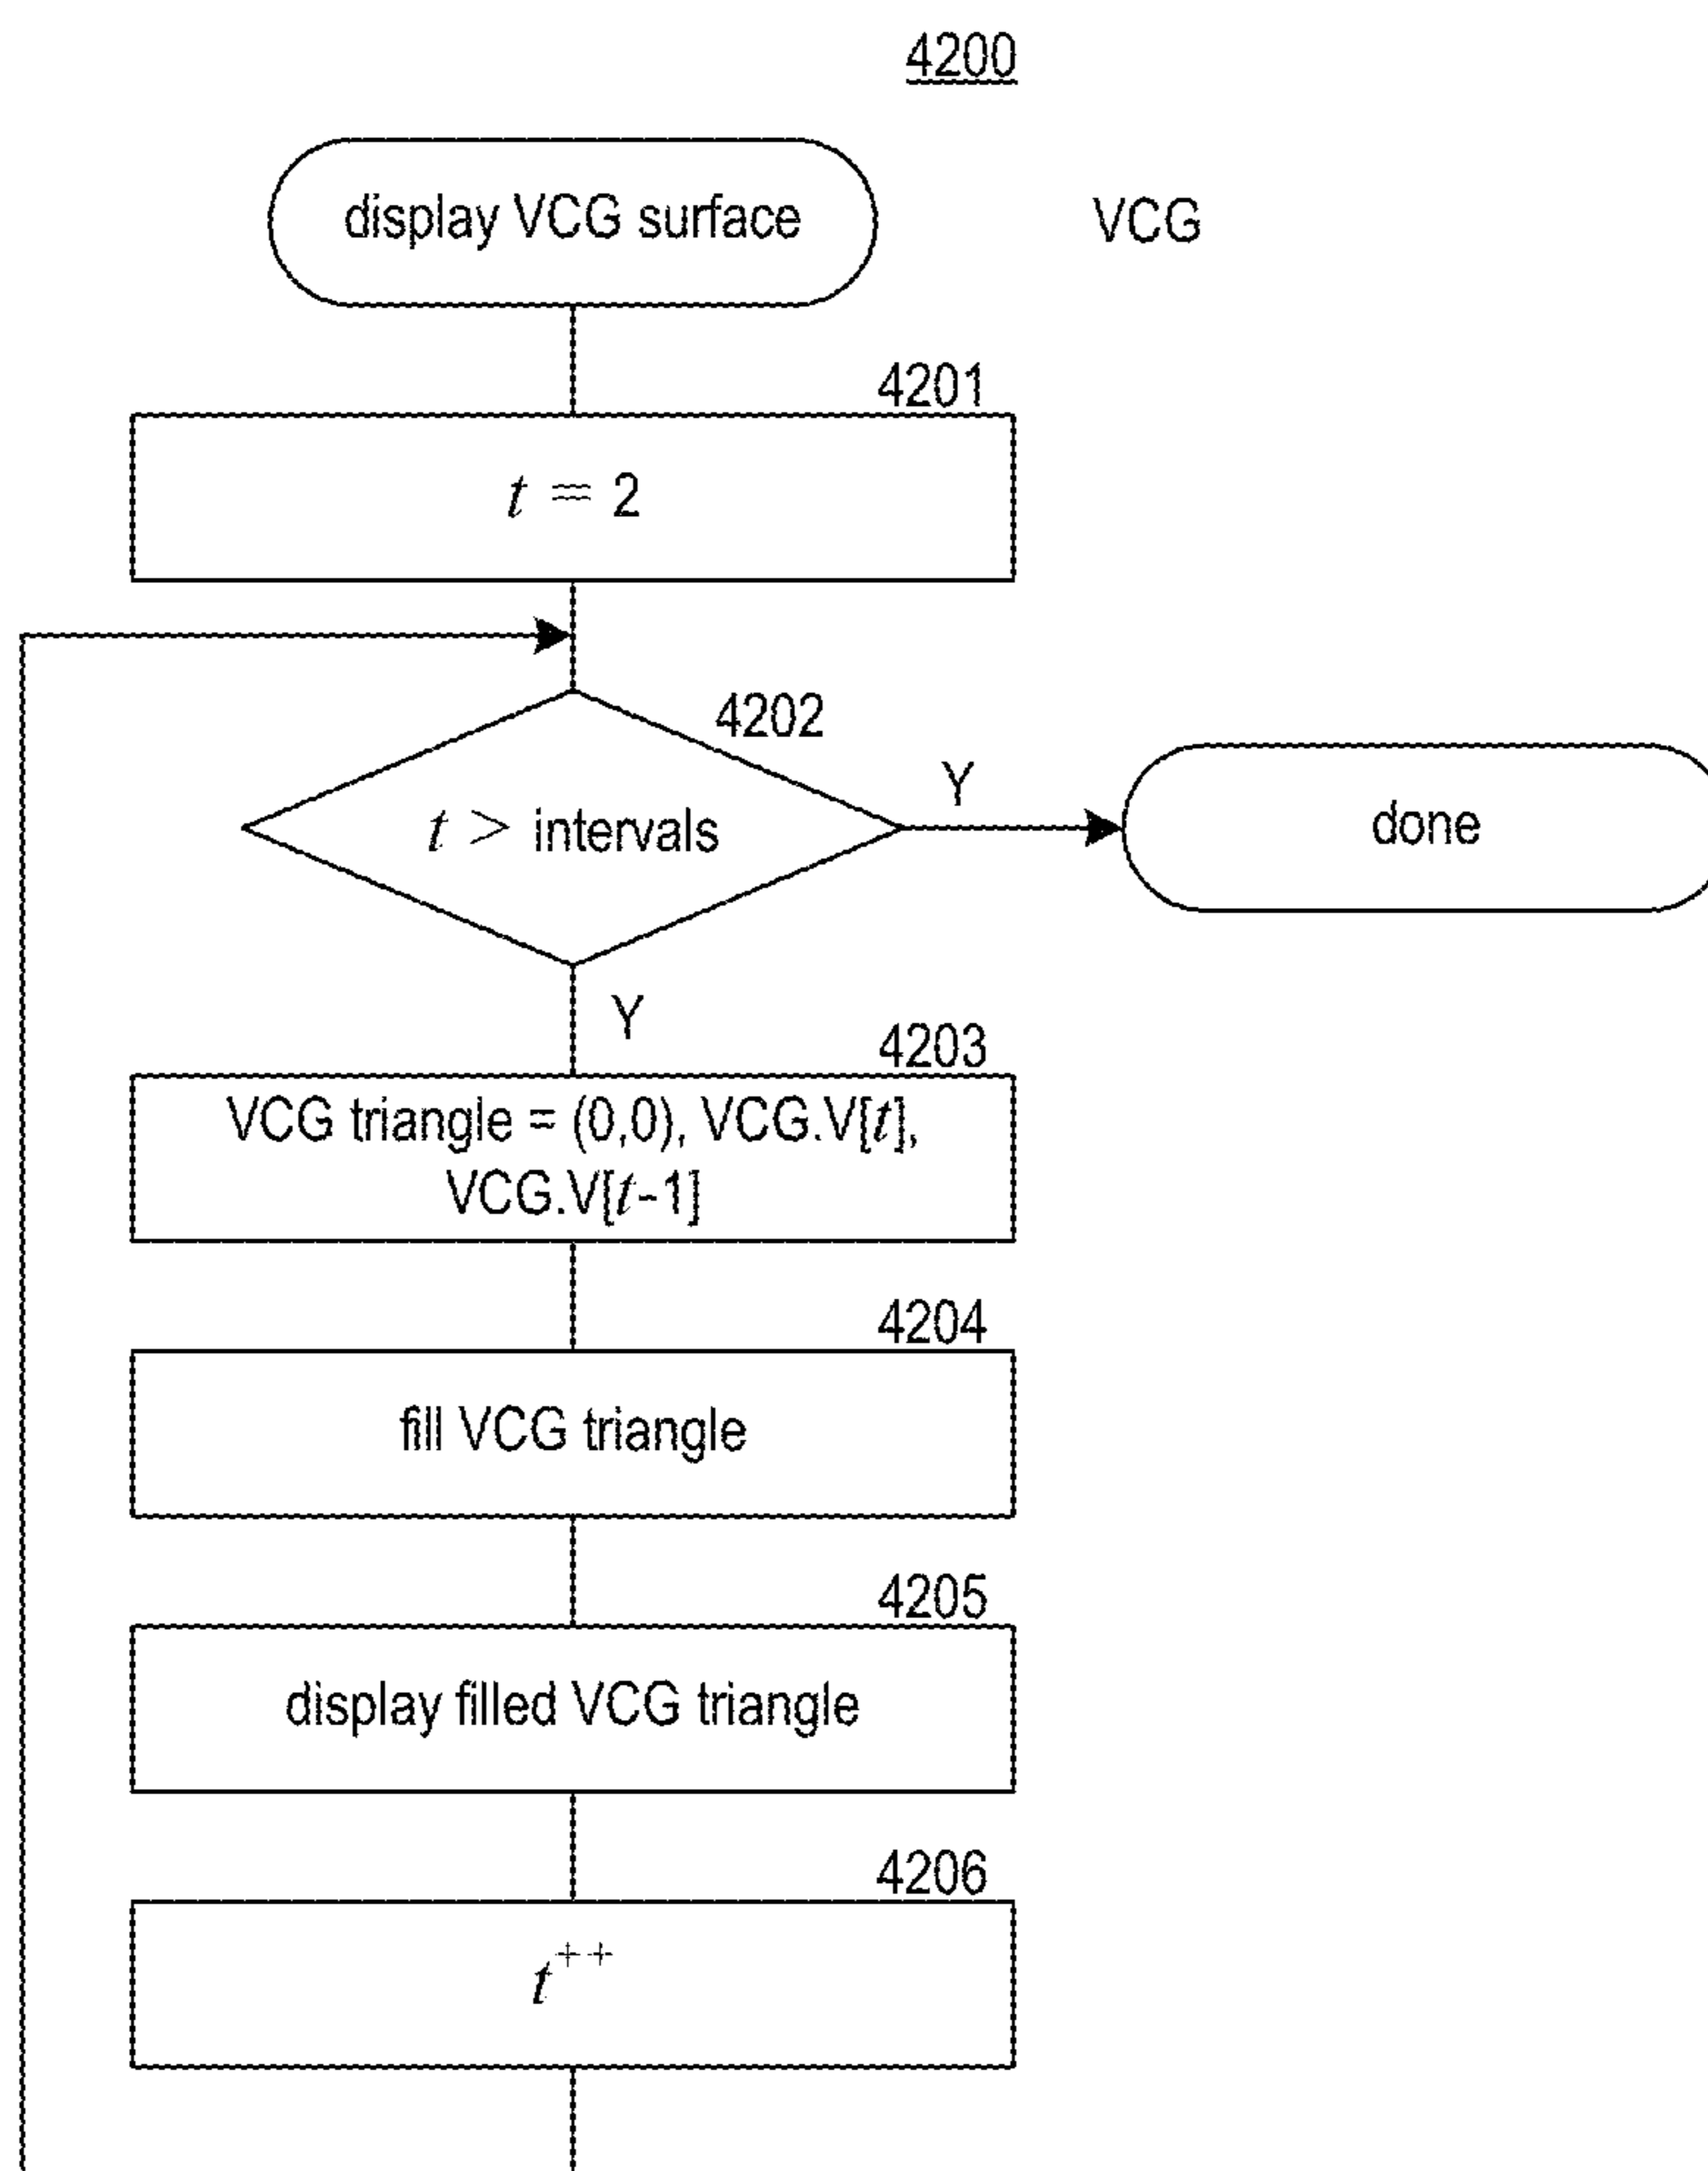 4200
display VCG surface
VCG
4201
t = 2
4202
t > intervals
Y
done
Y
4203
VCG triangle = (0,0), VCG.V[t],
VCG.V[t-1]
4204
fill VCG triangle
4205
display filled VCG triangle
4206
t++